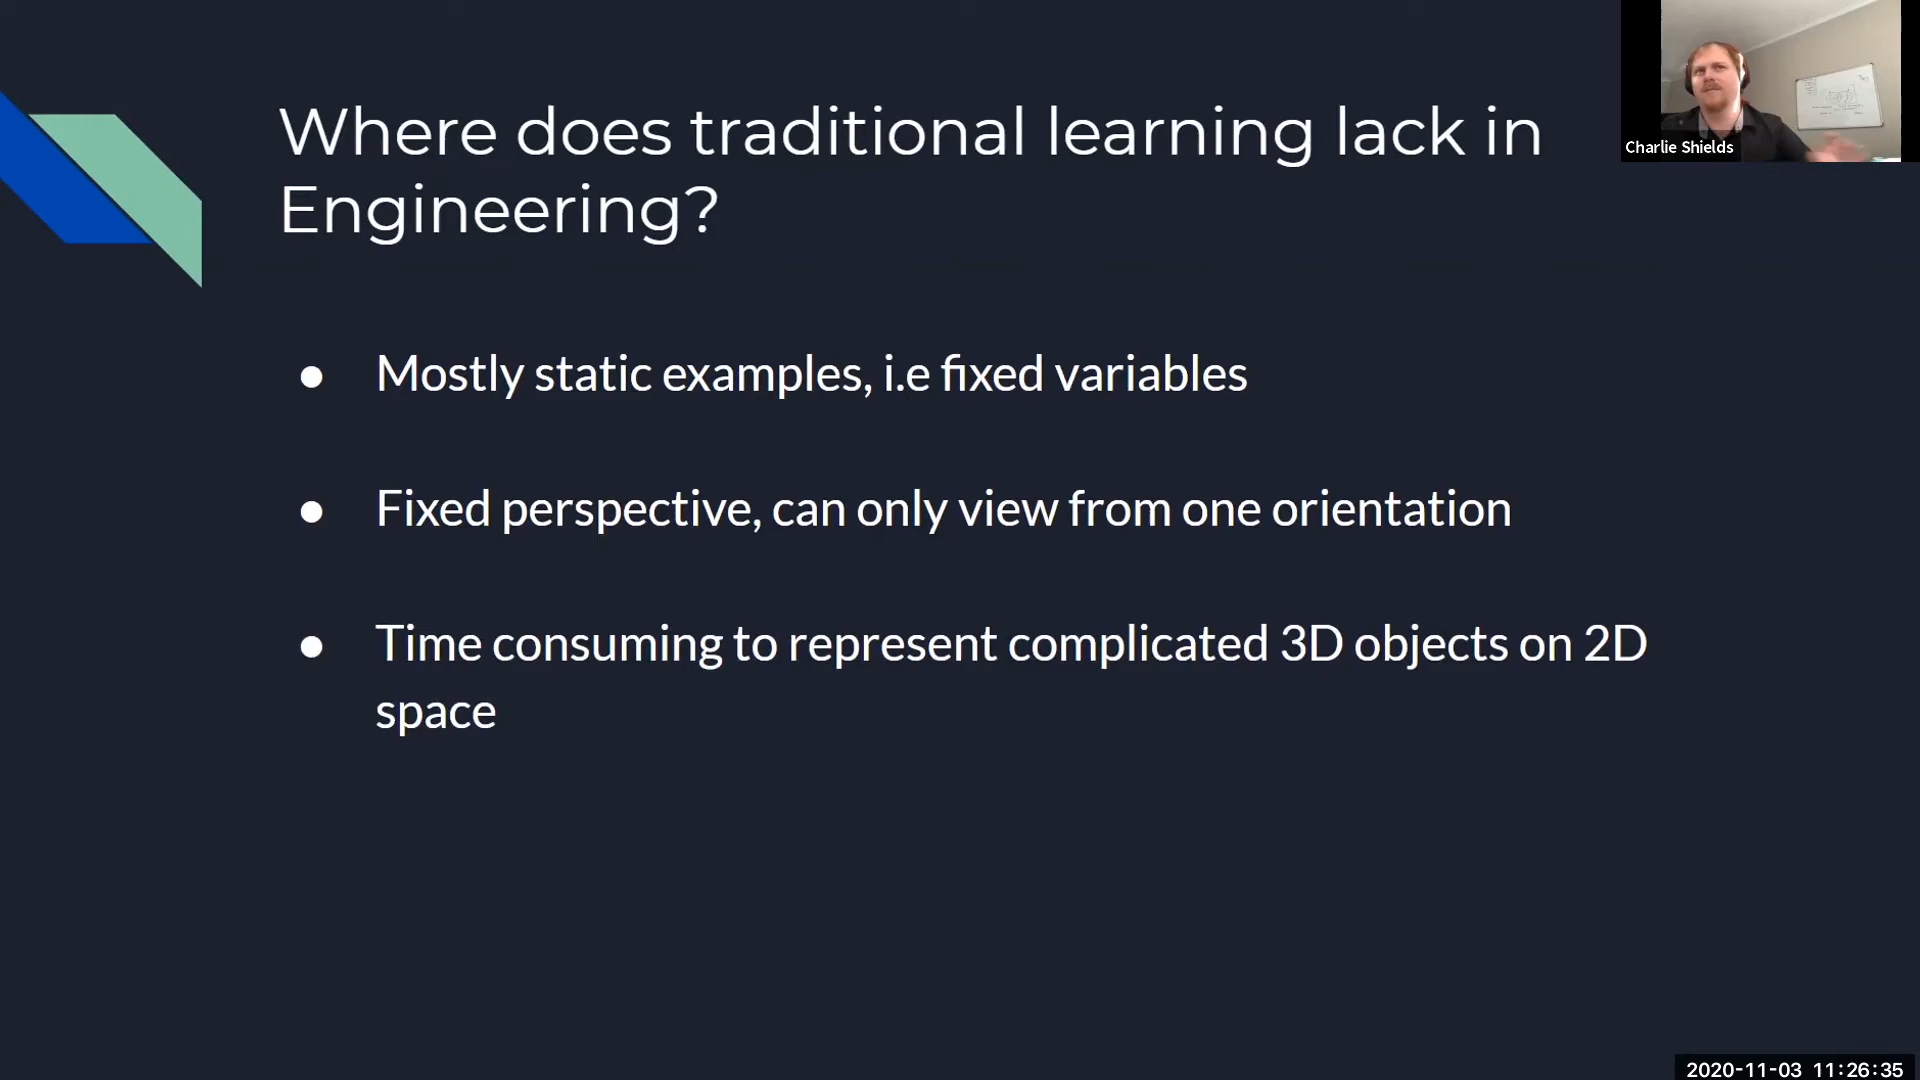 Where does traditional learning lack in
Engineering?
Charlie Shields
● Mostly static examples, i.e fixed variables
● Fixed perspective, can only view from one orientation
● Time consuming to represent complicated 3D objects on 2D
space
2020-11-03 11:26:35